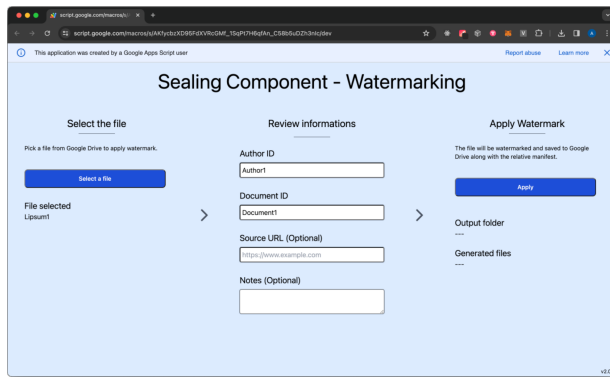 script.google.com/macros/s/
script.google.com/macros/s/AKfycbzXD95FdXVRcGMf_1SqPt7H6qfAn_C58b5uDZh3nlc/dev
This application was created by a Google Apps Script user
Report abuse
Learn more
Sealing Component - Watermarking
Select the file
Pick a file from Google Drive to apply watermark.
Select a file
File selected
Lipsum1
Review informations
Author ID
Author1
Document ID
Document1
Source URL (Optional)
https://www.example.com
Notes (Optional)
Apply Watermark
The file will be watermarked and saved to Google
Drive along with the relative manifest.
Apply
Output folder
---
Generated files
---
v2.0